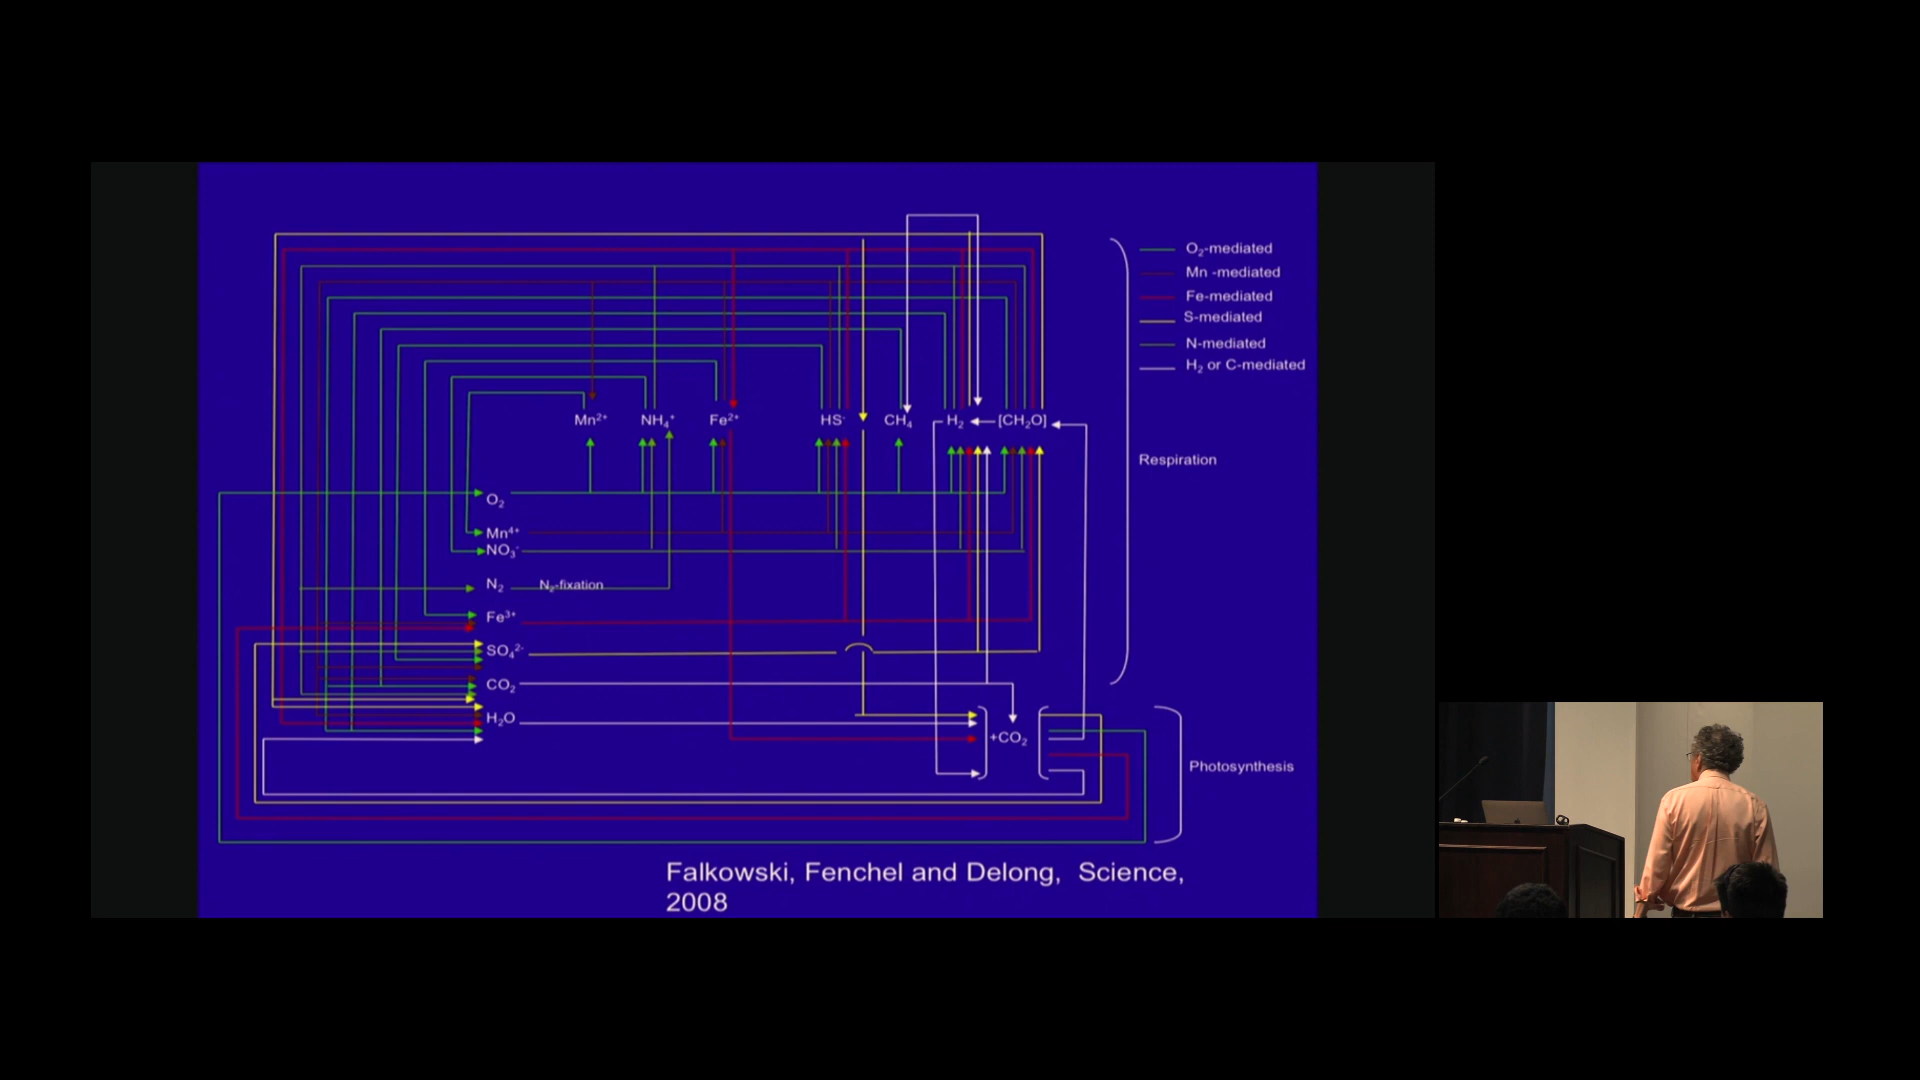 O₂-mediated
Mn -mediated
Fe-mediated
S-mediated
N-mediated
H₂ or C-mediated
Mn²⁺ NH₄⁺ Fe²⁺ HS⁻ CH₄ H₂ [CH₂O]
Respiration
O₂
Mn⁴⁺
NO₃⁻
N₂ N₂-fixation
Fe³⁺
SO₄²⁻
CO₂
H₂O
+CO₂
Photosynthesis
Falkowski, Fenchel and Delong, Science,
2008